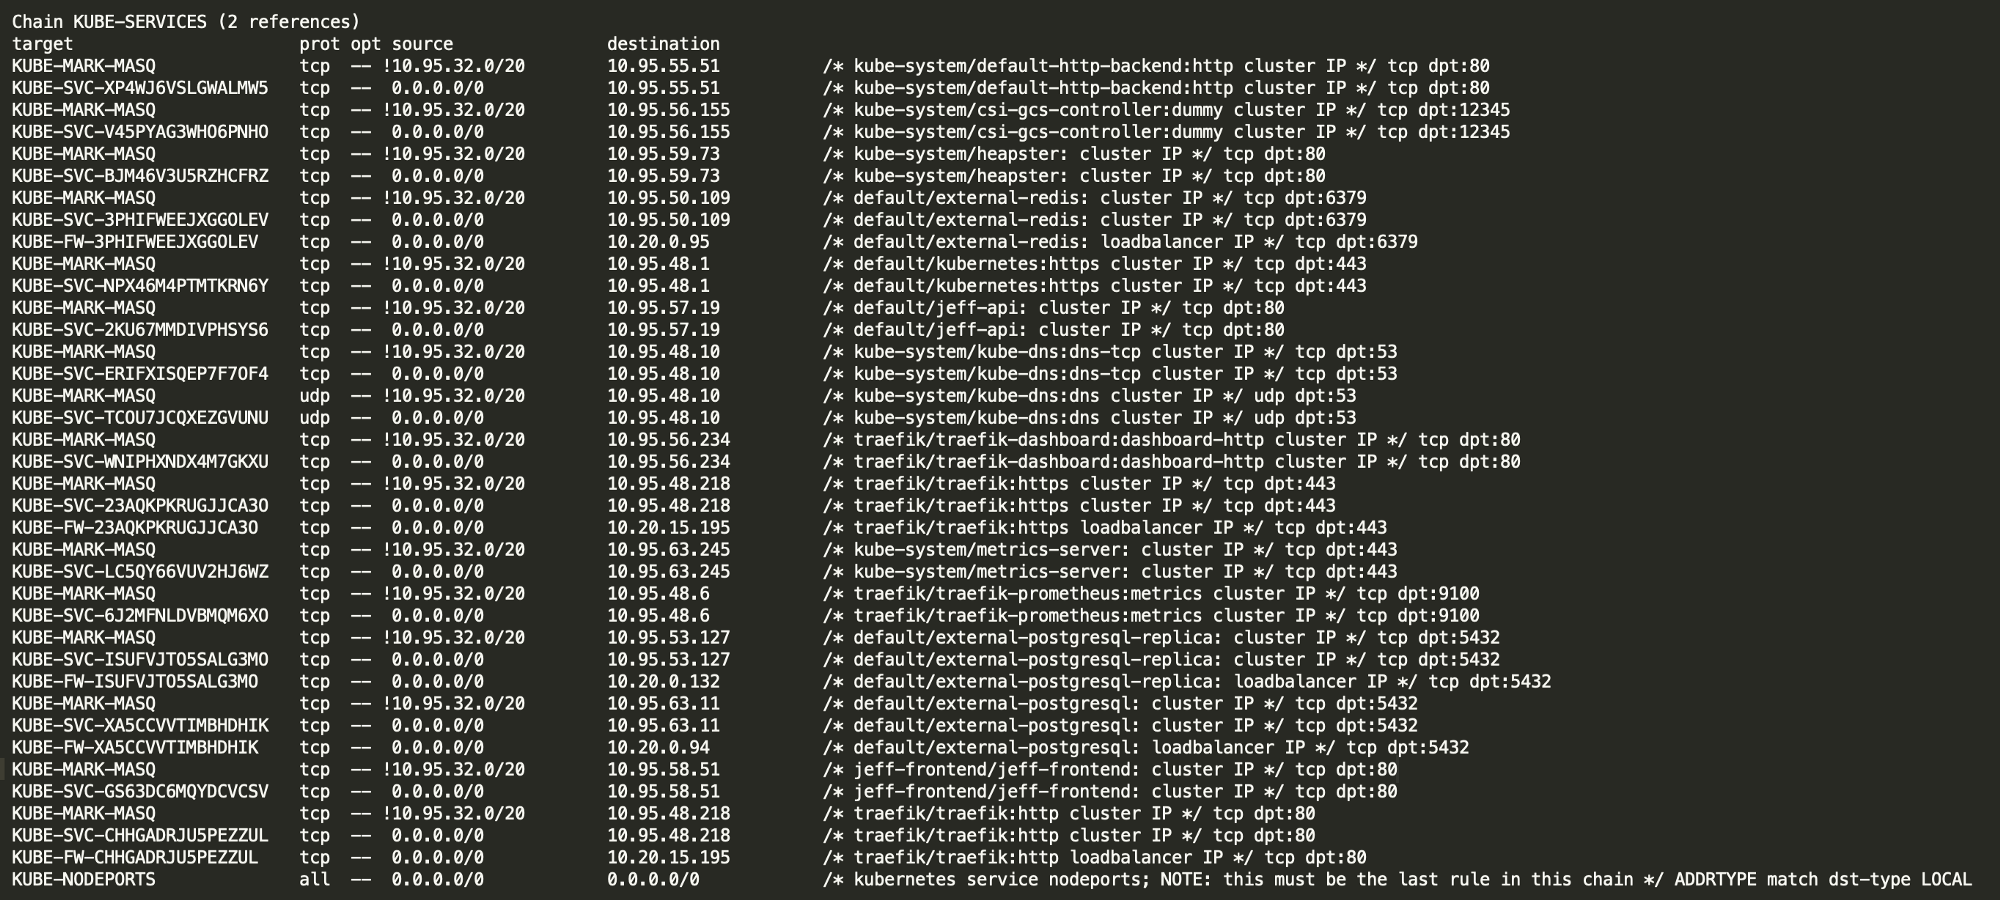 Chain KUBE-SERVICES (2 references)
target prot opt source destination
KUBE-MARK-MASQ tcp -- !10.95.32.0/20 10.95.55.51 /* kube-system/default-http-backend:http cluster IP */ tcp dpt:80
KUBE-SVC-XP4WJ6VSLGWALMW5 tcp -- 0.0.0.0/0 10.95.55.51 /* kube-system/default-http-backend:http cluster IP */ tcp dpt:80
KUBE-MARK-MASQ tcp -- !10.95.32.0/20 10.95.56.155 /* kube-system/csi-gcs-controller:dummy cluster IP */ tcp dpt:12345
KUBE-SVC-V45PYAG3WHO6PNHO tcp -- 0.0.0.0/0 10.95.56.155 /* kube-system/csi-gcs-controller:dummy cluster IP */ tcp dpt:12345
KUBE-MARK-MASQ tcp -- !10.95.32.0/20 10.95.59.73 /* kube-system/heapster: cluster IP */ tcp dpt:80
KUBE-SVC-BJM46V3U5RZHCFRZ tcp -- 0.0.0.0/0 10.95.59.73 /* kube-system/heapster: cluster IP */ tcp dpt:80
KUBE-MARK-MASQ tcp -- !10.95.32.0/20 10.95.50.109 /* default/external-redis: cluster IP */ tcp dpt:6379
KUBE-SVC-3PHIFWEEJXGGOLEV tcp -- 0.0.0.0/0 10.95.50.109 /* default/external-redis: cluster IP */ tcp dpt:6379
KUBE-FW-3PHIFWEEJXGGOLEV tcp -- 0.0.0.0/0 10.20.0.95 /* default/external-redis: loadbalancer IP */ tcp dpt:6379
KUBE-MARK-MASQ tcp -- !10.95.32.0/20 10.95.48.1 /* default/kubernetes:https cluster IP */ tcp dpt:443
KUBE-SVC-NPX46M4PTMTKRN6Y tcp -- 0.0.0.0/0 10.95.48.1 /* default/kubernetes:https cluster IP */ tcp dpt:443
KUBE-MARK-MASQ tcp -- !10.95.32.0/20 10.95.57.19 /* default/jeff-api: cluster IP */ tcp dpt:80
KUBE-SVC-2KU67MMDIVPHSYS6 tcp -- 0.0.0.0/0 10.95.57.19 /* default/jeff-api: cluster IP */ tcp dpt:80
KUBE-MARK-MASQ tcp -- !10.95.32.0/20 10.95.48.10 /* kube-system/kube-dns:dns-tcp cluster IP */ tcp dpt:53
KUBE-SVC-ERIFXISQEP7F7OF4 tcp -- 0.0.0.0/0 10.95.48.10 /* kube-system/kube-dns:dns-tcp cluster IP */ tcp dpt:53
KUBE-MARK-MASQ udp -- !10.95.32.0/20 10.95.48.10 /* kube-system/kube-dns:dns cluster IP */ udp dpt:53
KUBE-SVC-TCOU7JCQXEZGVUNU udp -- 0.0.0.0/0 10.95.48.10 /* kube-system/kube-dns:dns cluster IP */ udp dpt:53
KUBE-MARK-MASQ tcp -- !10.95.32.0/20 10.95.56.234 /* traefik/traefik-dashboard:dashboard-http cluster IP */ tcp dpt:80
KUBE-SVC-WNIPHXNDX4M7GKXU tcp -- 0.0.0.0/0 10.95.56.234 /* traefik/traefik-dashboard:dashboard-http cluster IP */ tcp dpt:80
KUBE-MARK-MASQ tcp -- !10.95.32.0/20 10.95.48.218 /* traefik/traefik:https cluster IP */ tcp dpt:443
KUBE-SVC-23AQKPKRUGJJCA3O tcp -- 0.0.0.0/0 10.95.48.218 /* traefik/traefik:https cluster IP */ tcp dpt:443
KUBE-FW-23AQKPKRUGJJCA3O tcp -- 0.0.0.0/0 10.20.15.195 /* traefik/traefik:https loadbalancer IP */ tcp dpt:443
KUBE-MARK-MASQ tcp -- !10.95.32.0/20 10.95.63.245 /* kube-system/metrics-server: cluster IP */ tcp dpt:443
KUBE-SVC-LC5QY66VUV2HJ6WZ tcp -- 0.0.0.0/0 10.95.63.245 /* kube-system/metrics-server: cluster IP */ tcp dpt:443
KUBE-MARK-MASQ tcp -- !10.95.32.0/20 10.95.48.6 /* traefik/traefik-prometheus:metrics cluster IP */ tcp dpt:9100
KUBE-SVC-6J2MFNLDVBMQM6XO tcp -- 0.0.0.0/0 10.95.48.6 /* traefik/traefik-prometheus:metrics cluster IP */ tcp dpt:9100
KUBE-MARK-MASQ tcp -- !10.95.32.0/20 10.95.53.127 /* default/external-postgresql-replica: cluster IP */ tcp dpt:5432
KUBE-SVC-ISUFVJTO5SALG3MO tcp -- 0.0.0.0/0 10.95.53.127 /* default/external-postgresql-replica: cluster IP */ tcp dpt:5432
KUBE-FW-ISUFVJTO5SALG3MO tcp -- 0.0.0.0/0 10.20.0.132 /* default/external-postgresql-replica: loadbalancer IP */ tcp dpt:5432
KUBE-MARK-MASQ tcp -- !10.95.32.0/20 10.95.63.11 /* default/external-postgresql: cluster IP */ tcp dpt:5432
KUBE-SVC-XA5CCVVTIMBHDHIK tcp -- 0.0.0.0/0 10.95.63.11 /* default/external-postgresql: cluster IP */ tcp dpt:5432
KUBE-FW-XA5CCVVTIMBHDHIK tcp -- 0.0.0.0/0 10.20.0.94 /* default/external-postgresql: loadbalancer IP */ tcp dpt:5432
KUBE-MARK-MASQ tcp -- !10.95.32.0/20 10.95.58.51 /* jeff-frontend/jeff-frontend: cluster IP */ tcp dpt:80
KUBE-SVC-GS63DC6MQYDCVCSV tcp -- 0.0.0.0/0 10.95.58.51 /* jeff-frontend/jeff-frontend: cluster IP */ tcp dpt:80
KUBE-MARK-MASQ tcp -- !10.95.32.0/20 10.95.48.218 /* traefik/traefik:http cluster IP */ tcp dpt:80
KUBE-SVC-CHHGADRJU5PEZZUL tcp -- 0.0.0.0/0 10.95.48.218 /* traefik/traefik:http cluster IP */ tcp dpt:80
KUBE-FW-CHHGADRJU5PEZZUL tcp -- 0.0.0.0/0 10.20.15.195 /* traefik/traefik:http loadbalancer IP */ tcp dpt:80
KUBE-NODEPORTS all -- 0.0.0.0/0 0.0.0.0/0 /* kubernetes service nodeports; NOTE: this must be the last rule in this chain */ ADDRTYPE match dst-type LOCAL